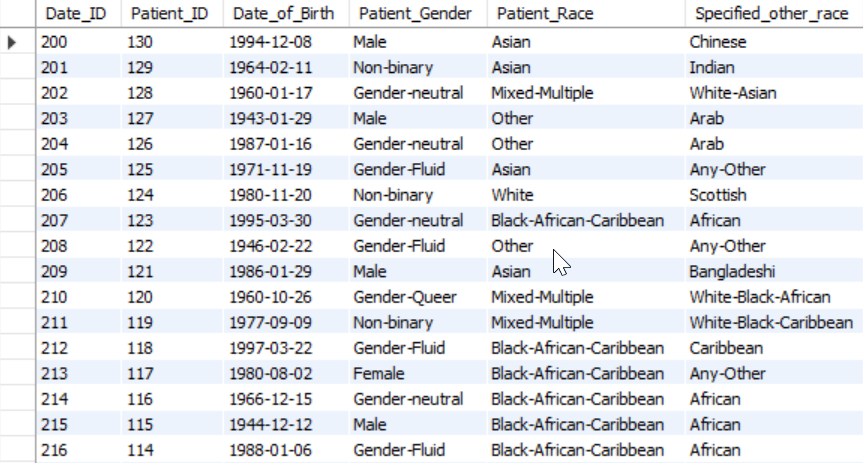 Date_ID Patient_ID Date_of_Birth Patient_Gender Patient_Race Specified_other_race
200 130 1994-12-08 Male Asian Chinese
201 129 1964-02-11 Non-binary Asian Indian
202 128 1960-01-17 Gender-neutral Mixed-Multiple White-Asian
203 127 1943-01-29 Male Other Arab
204 126 1987-01-16 Gender-neutral Other Arab
205 125 1971-11-19 Gender-Fluid Asian Any-Other
206 124 1980-11-20 Non-binary White Scottish
207 123 1995-03-30 Gender-neutral Black-African-Caribbean African
208 122 1946-02-22 Gender-Fluid Other Any-Other
209 121 1986-01-29 Male Asian Bangladeshi
210 120 1960-10-26 Gender-Queer Mixed-Multiple White-Black-African
211 119 1977-09-09 Non-binary Mixed-Multiple White-Black-Caribbean
212 118 1997-03-22 Gender-Fluid Black-African-Caribbean Caribbean
213 117 1980-08-02 Female Black-African-Caribbean Any-Other
214 116 1966-12-15 Gender-neutral Black-African-Caribbean African
215 115 1944-12-12 Male Black-African-Caribbean African
216 114 1988-01-06 Gender-Fluid Black-African-Caribbean African